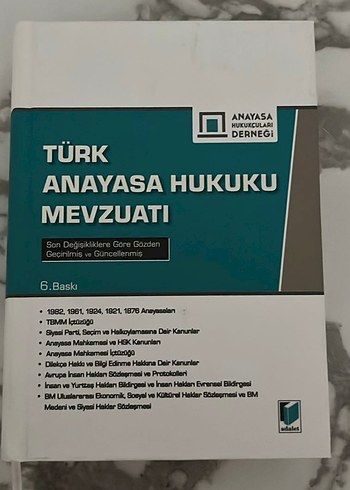 ANAYASA
HUKUKÇULARI
DERNEĞİ
TÜRK
ANAYASA HUKUKU
MEVZUATI
Son Değişikliklere Göre Gözden
Geçirilmiş ve Güncellenmiş
6.Baskı
• 1982, 1961, 1924, 1921, 1876 Anayasaları
• TBMM İçtüzüğü
• Siyasi Parti, Seçim ve Halkoylamasına Dair Kanunlar
• Anayasa Mahkemesi ve HSK Kanunları
• Anayasa Mahkemesi İçtüzüğü
• Dilekçe Hakkı ve Bilgi Edinme Hakkına Dair Kanunlar
• Avrupa İnsan Hakları Sözleşmesi ve Protokolleri
• İnsan ve Yurttaş Hakları Bildirgesi ve İnsan Hakları Evrensel Bildirgesi
• BM Uluslararası Ekonomik, Sosyal ve Kültürel Haklar Sözleşmesi ve BM
Medeni ve Siyasi Haklar Sözleşmesi
adalet